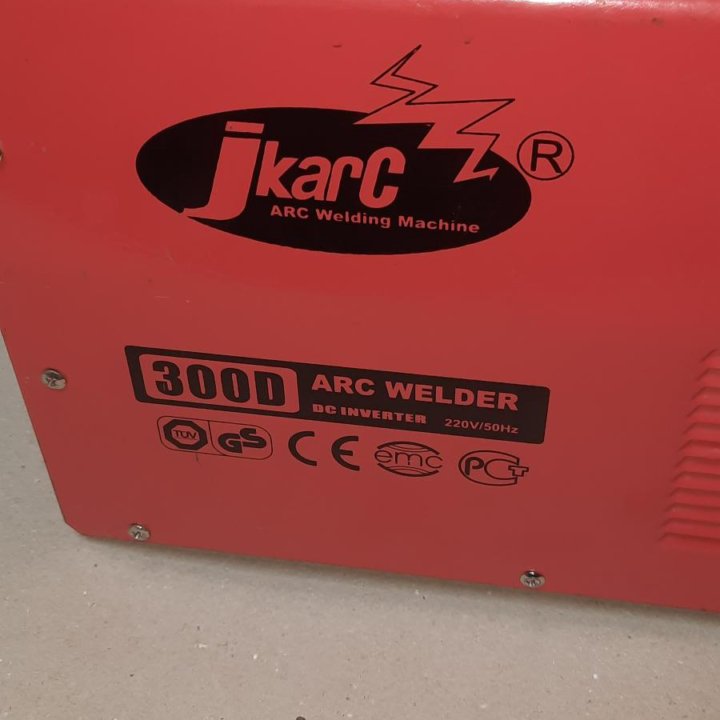 jkarc ®
ARC Welding Machine
300D ARC WELDER
DC INVERTER 220V/50Hz
TÜV GS CE emc PCT